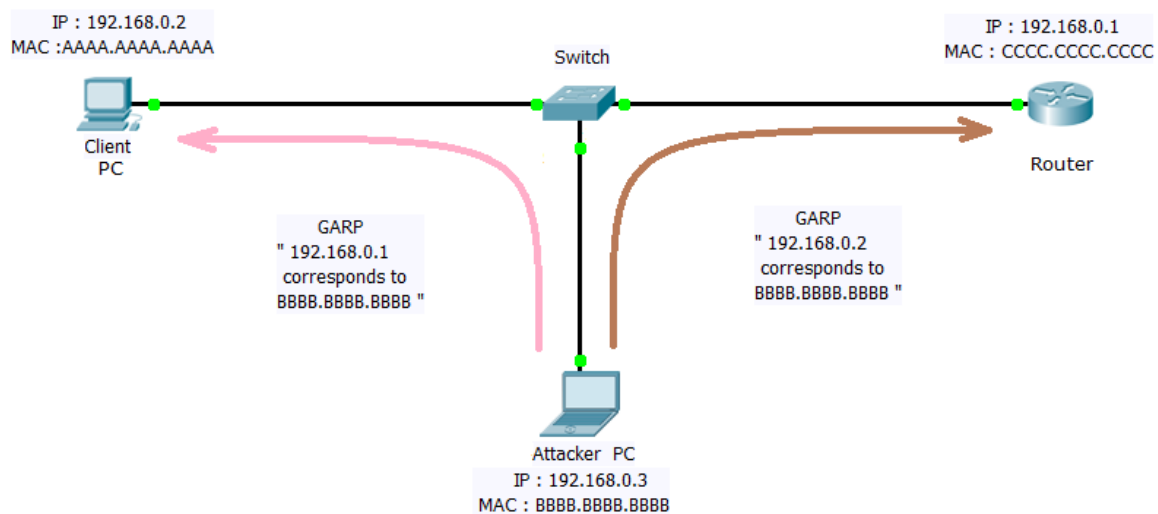 IP : 192.168.0.2
MAC :AAAA.AAAA.AAAA
Client
PC
Switch
IP : 192.168.0.1
MAC : CCCC.CCCC.CCCC
Router
GARP
" 192.168.0.1
corresponds to
BBBB.BBBB.BBBB "
GARP
" 192.168.0.2
corresponds to
BBBB.BBBB.BBBB "
Attacker PC
IP : 192.168.0.3
MAC : BBBB.BBBB.BBBB